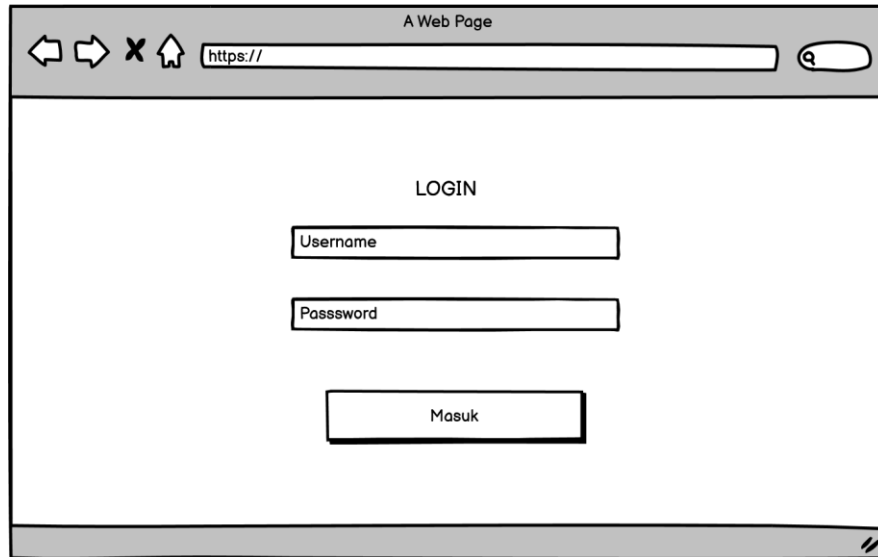 A Web Page
https://
LOGIN
Username
Passsword
Masuk